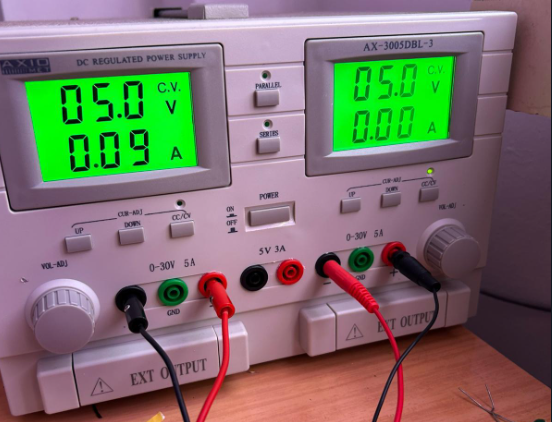 AXIO
DC REGULATED POWER SUPPLY
AX-3005DBL-3
05.0 C.V. V
0.09 A
05.0 C.V. V
0.00 A
PARALLEL
SERIES
POWER
ON
OFF
CUR-ADJ
UP
DOWN
CC/CV
VOL-ADJ
0-30V 5A
GND
5V 3A
CUR-ADJ
UP
DOWN
CC/CV
VOL-ADJ
0-30V 5A
-
GND
+
EXT OUTPUT
EXT OUTPUT